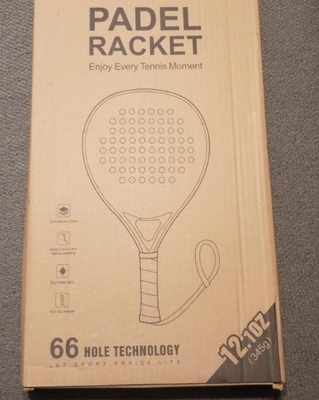 PADEL
RACKET
Enjoy Every Tennis Moment
66 HOLE TECHNOLOGY
LET SPORT PRAISE LIFE
12.1OZ
(345g)